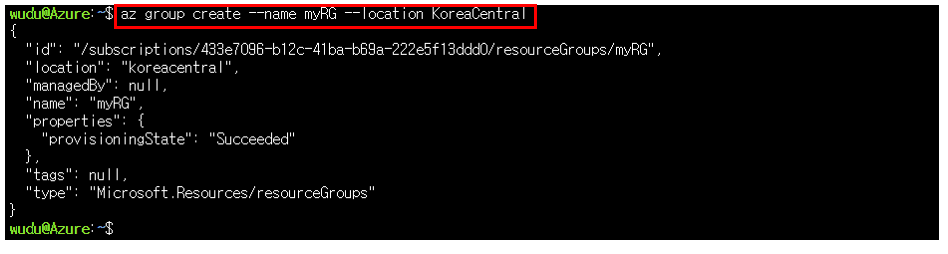 wudu@Azure:~$ az group create --name myRG --location KoreaCentral
{
  "id": "/subscriptions/433e7096-b12c-41ba-b69a-222e5f13ddd0/resourceGroups/myRG",
  "location": "koreacentral",
  "managedBy": null,
  "name": "myRG",
  "properties": {
    "provisioningState": "Succeeded"
  },
  "tags": null,
  "type": "Microsoft.Resources/resourceGroups"
}
wudu@Azure:~$